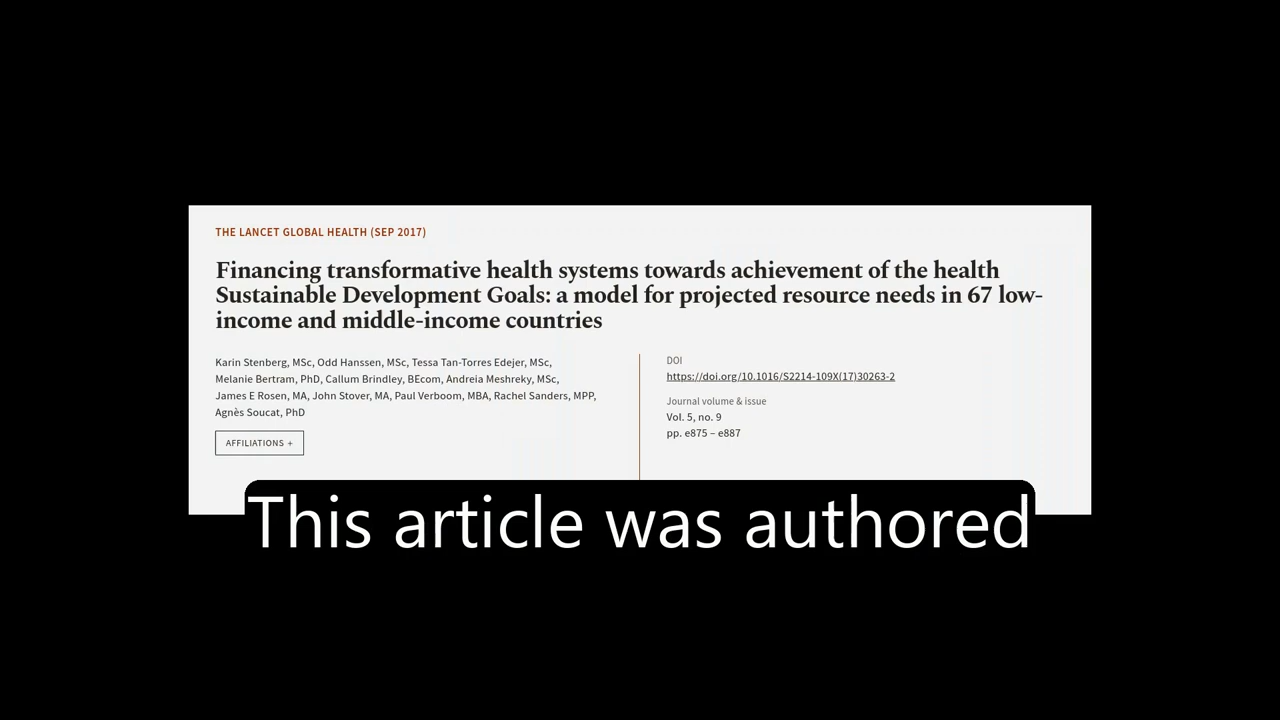 THE LANCET GLOBAL HEALTH (SEP 2017)
Financing transformative health systems towards achievement of the health
Sustainable Development Goals: a model for projected resource needs in 67 low-
income and middle-income countries
Karin Stenberg, MSc, Odd Hanssen, MSc, Tessa Tan-Torres Edejer, MSc,
Melanie Bertram, PhD, Callum Brindley, BEcom, Andreia Meshreky, MSc,
James E Rosen, MA, John Stover, MA, Paul Verboom, MBA, Rachel Sanders, MPP,
Agnès Soucat, PhD
AFFILIATIONS +
DOI
https://doi.org/10.1016/S2214-109X(17)30263-2
Journal volume & issue
Vol. 5, no. 9
pp. e875 – e887
This article was authored